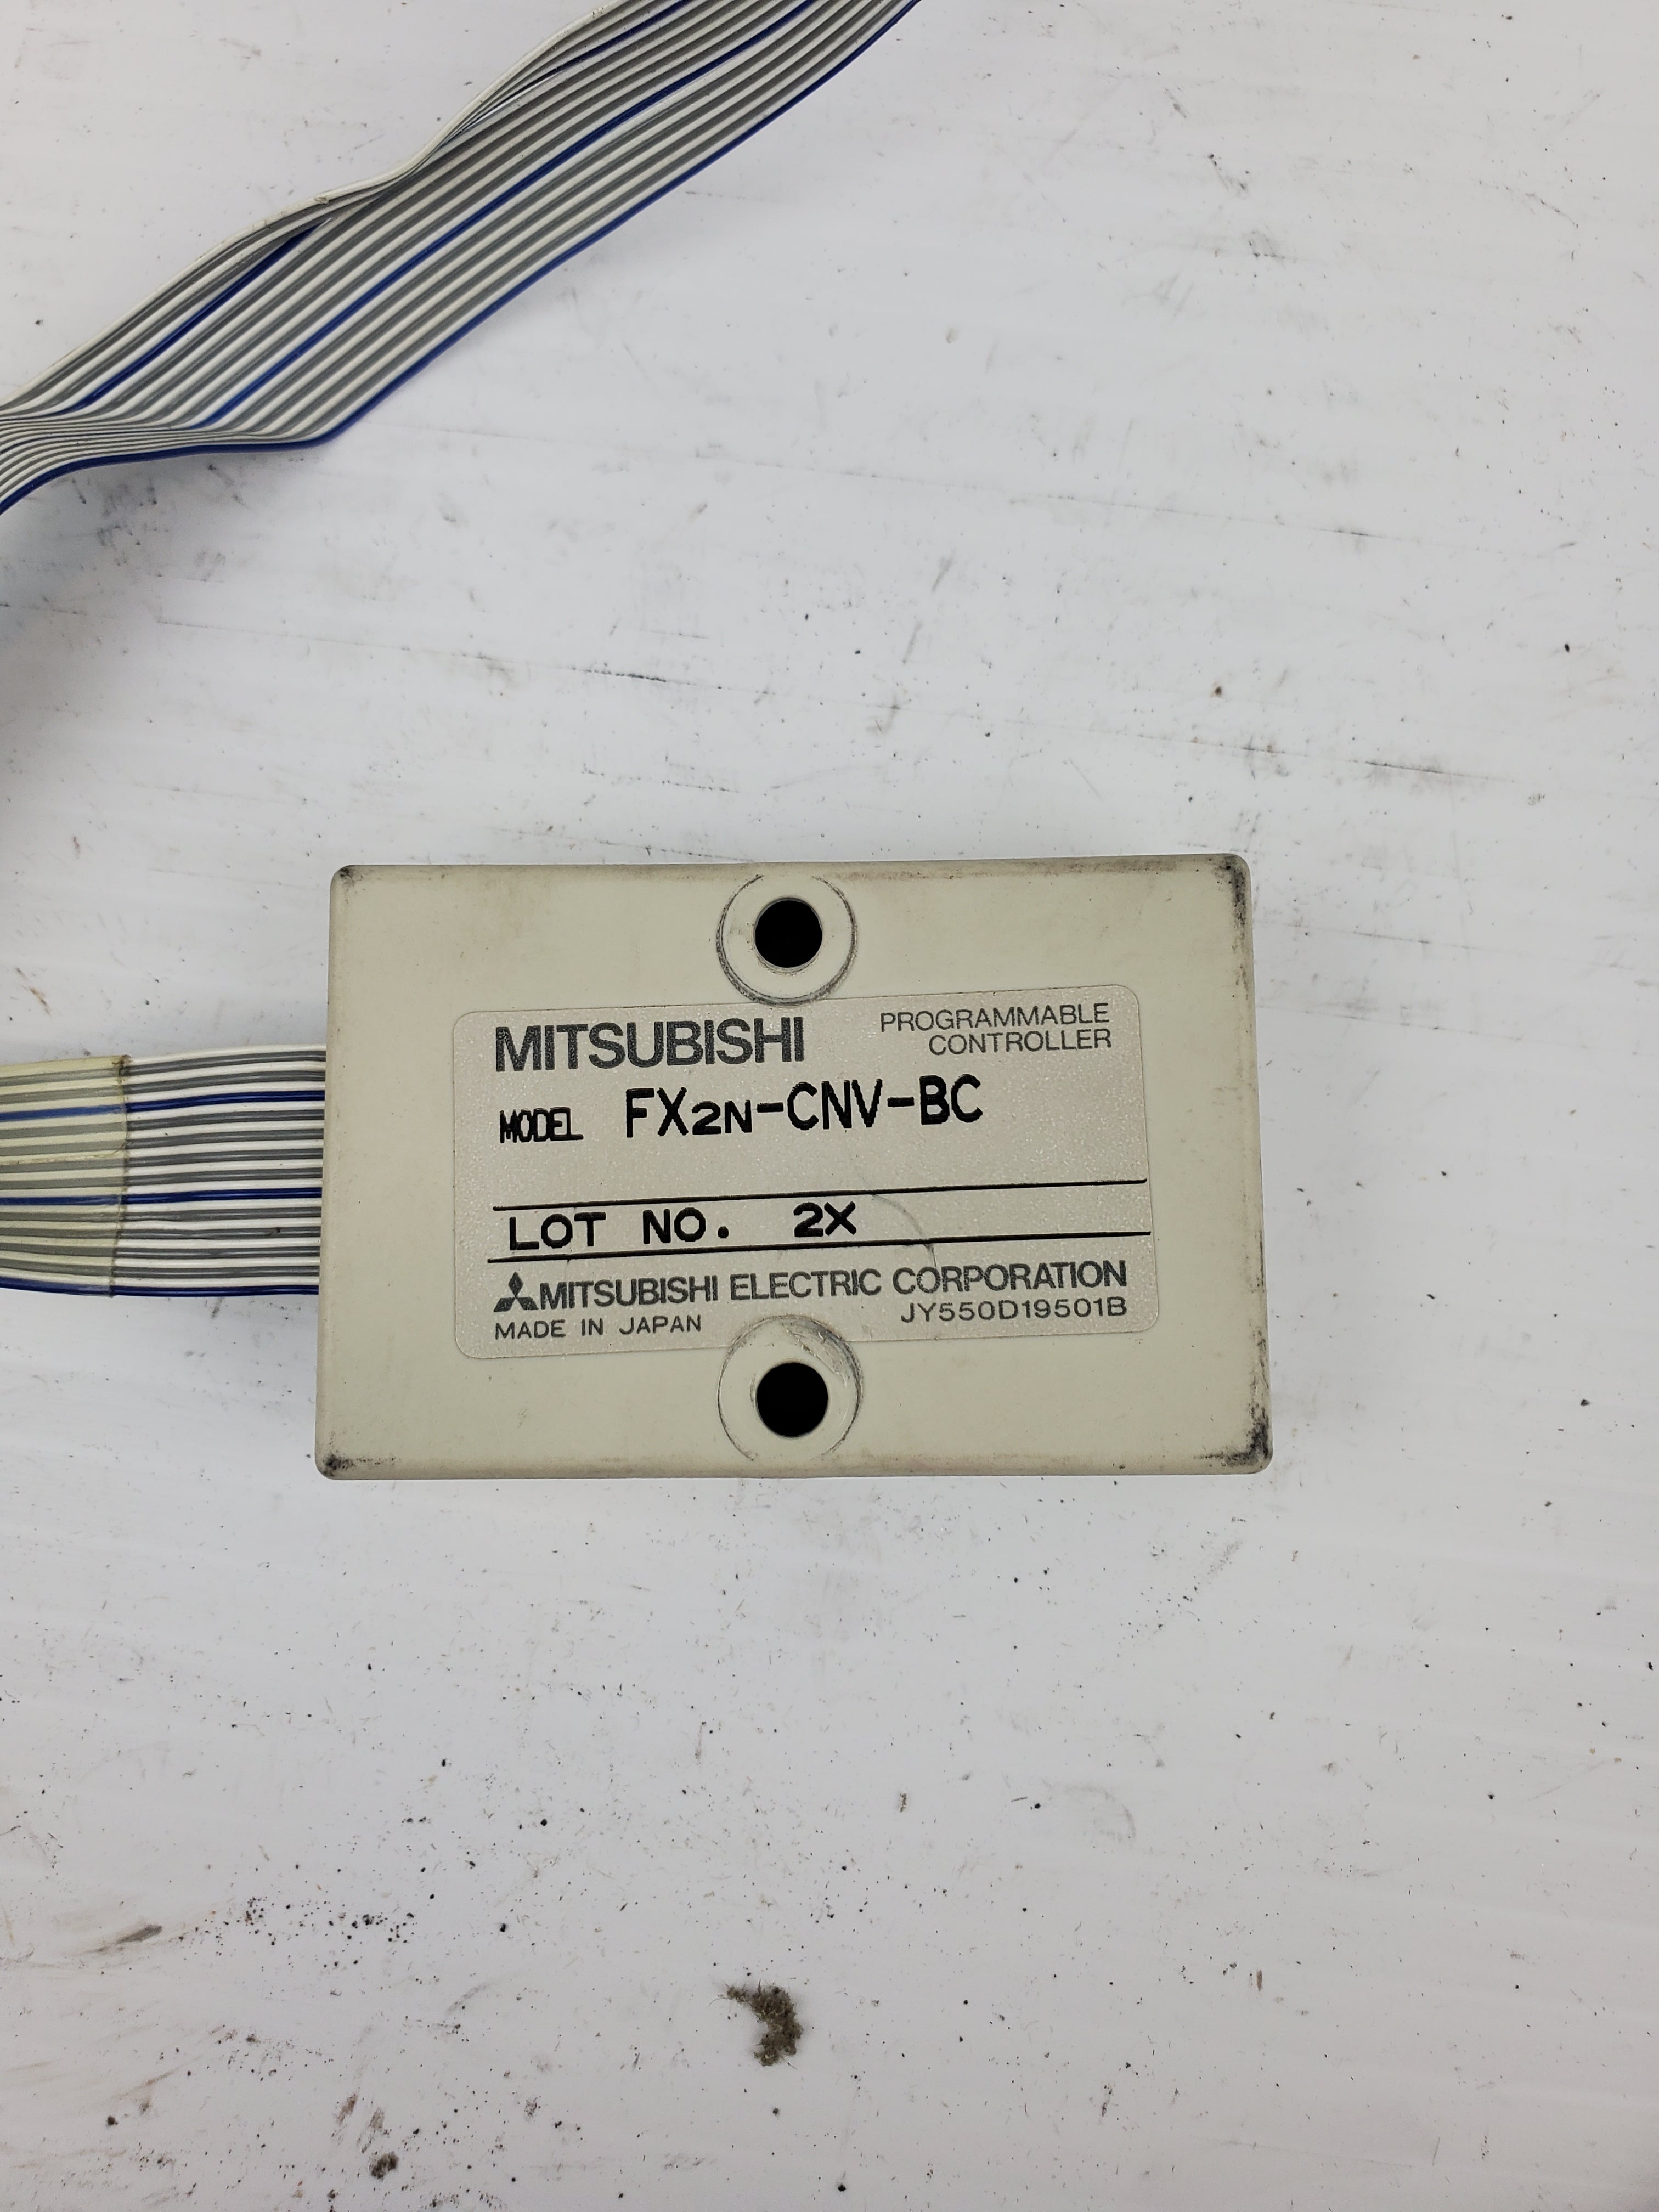 MITSUBISHI
PROGRAMMABLE
CONTROLLER
MODEL FX2N-CNV-BC
LOT NO. 2X
MITSUBISHI ELECTRIC CORPORATION
MADE IN JAPAN
JY550D19501B